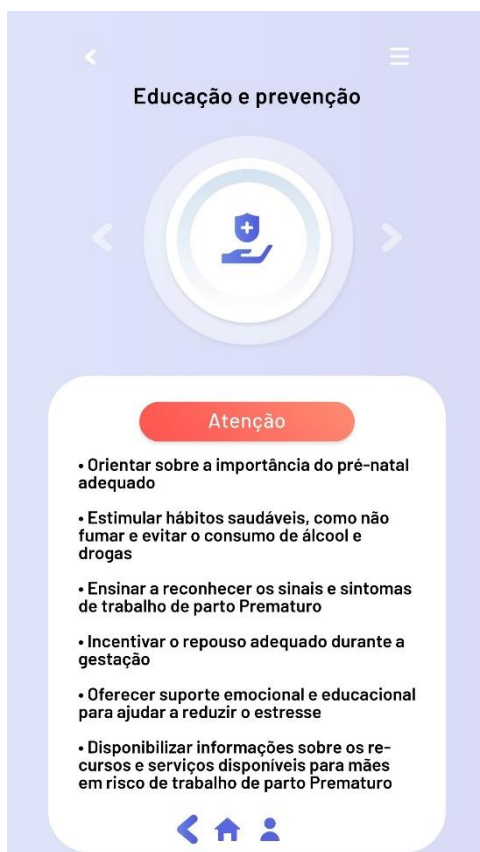 Educação e prevenção
Atenção
• Orientar sobre a importância do pré-natal
adequado
• Estimular hábitos saudáveis, como não
fumar e evitar o consumo de álcool e
drogas
• Ensinar a reconhecer os sinais e sintomas
de trabalho de parto Prematuro
• Incentivar o repouso adequado durante a
gestação
• Oferecer suporte emocional e educacional
para ajudar a reduzir o estresse
• Disponibilizar informações sobre os re-
cursos e serviços disponíveis para mães
em risco de trabalho de parto Prematuro